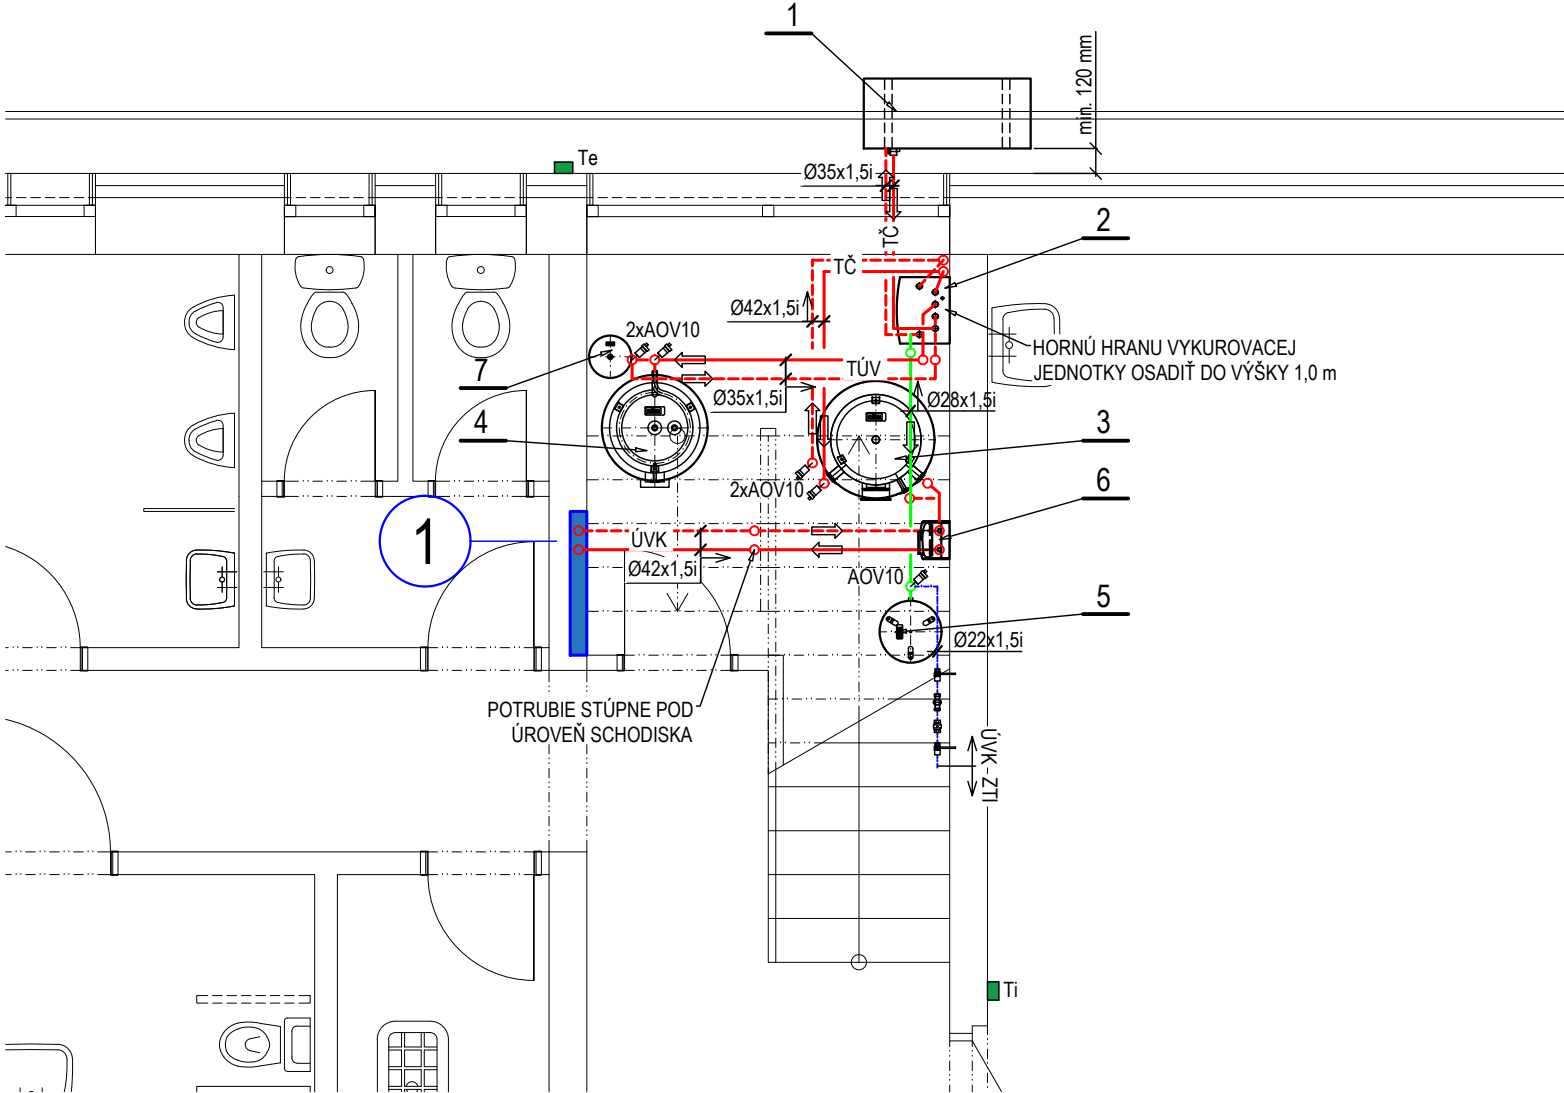 1
min. 120 mm
Te
Ø35x1,5i
TČ
2
TČ
Ø42x1,5i
2xAOV10
HORNÚ HRANU VYKUROVACEJ
JEDNOTKY OSADIŤ DO VÝŠKY 1,0 m
7
TÚV
Ø35x1,5i
Ø28x1,5i
4
3
2xAOV10
6
1
ÚVK
Ø42x1,5i
AOV10
5
Ø22x1,5i
POTRUBIE STÚPNE POD
ÚROVEŇ SCHODISKA
ÚVK - ZTI
Ti